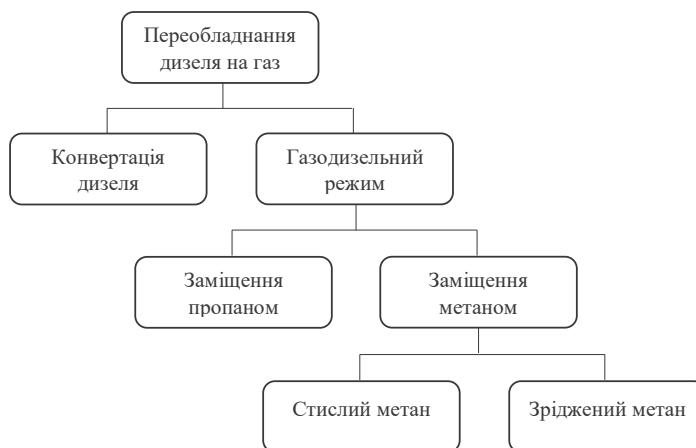 Переобладнання
дизеля на газ
Конвертація
дизеля
Газодизельний
режим
Заміщення
пропаном
Заміщення
метаном
Стислий метан
Зріджений метан